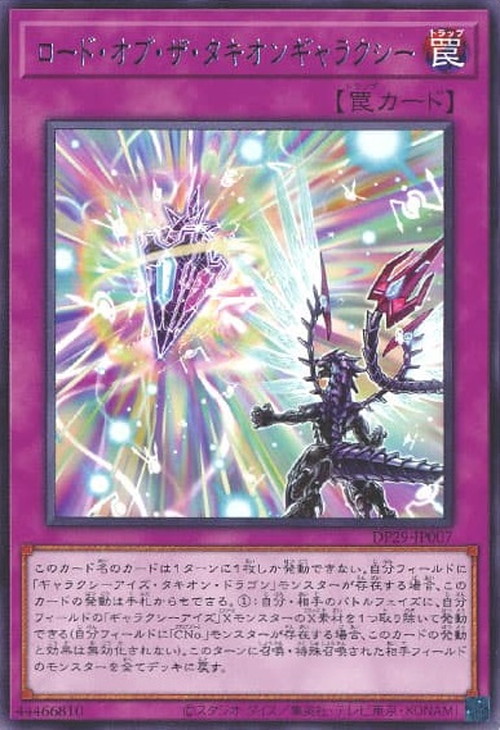 ロード・オブ・ザ・タキオンギャラクシー
トラップ
罠
トラップ
【罠カード】
DP29-JP007
このカード名のカードは１ターンに１枚しか発動できない。自分フィールドに
「ギャラクシーアイズ・タキオン・ドラゴン」モンスターが存在する場合、この
カードの発動は手札からもできる。①：自分・相手のバトルフェイズに、自分
フィールドの「ギャラクシーアイズ」XモンスターのX素材を１つ取り除いて発動
できる(自分フィールドに「CNo.」モンスターが存在する場合、このカードの発動
と効果は無効化されない)。このターンに召喚・特殊召喚された相手フィールド
のモンスターを全てデッキに戻す。
44466810
©スタジオ・ダイス／集英社・テレビ東京・KONAMI